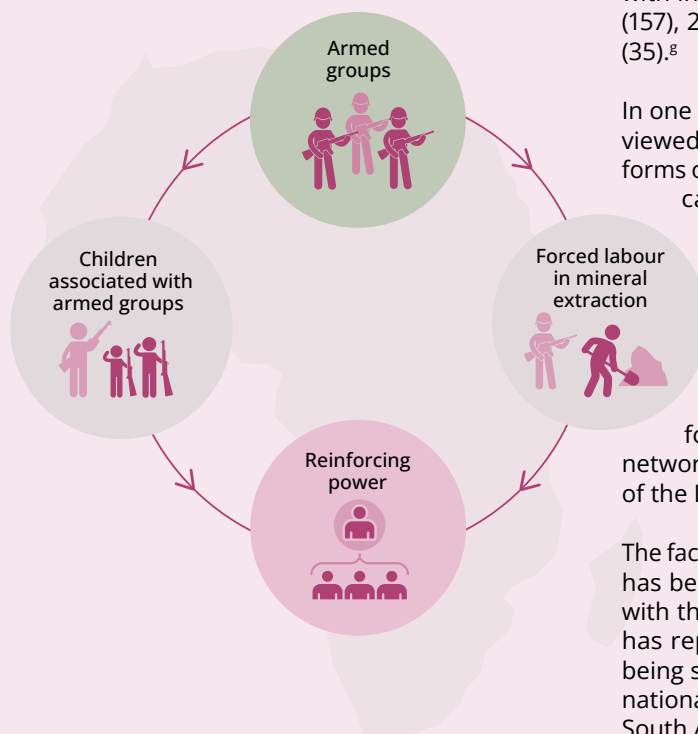 Armed
groups
Children
associated with
armed groups
Forced labour
in mineral
extraction
Reinforcing
power
(157), 2
(35).g
In one
viewed
forms o
ca
fo
networ
of the
The fac
has be
with th
has rep
being s
nationa
South